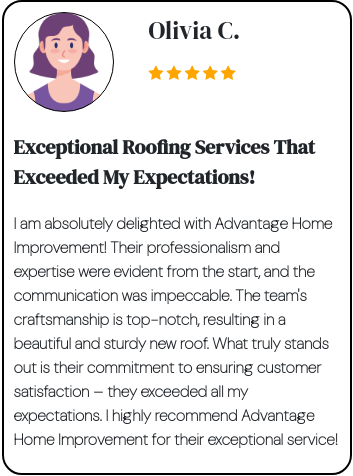 Olivia C.
Exceptional Roofing Services That
Exceeded My Expectations!
I am absolutely delighted with Advantage Home
Improvement! Their professionalism and
expertise were evident from the start, and the
communication was impeccable. The team's
craftsmanship is top-notch, resulting in a
beautiful and sturdy new roof. What truly stands
out is their commitment to ensuring customer
satisfaction – they exceeded all my
expectations. I highly recommend Advantage
Home Improvement for their exceptional service!